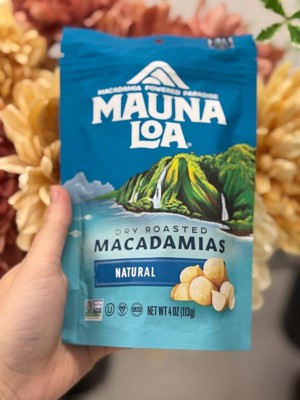 MACADAMIA POWERED PARADISE
MAUNA
LOA
DRY ROASTED
MACADAMIAS
NATURAL
NET WT 4 OZ (113g)